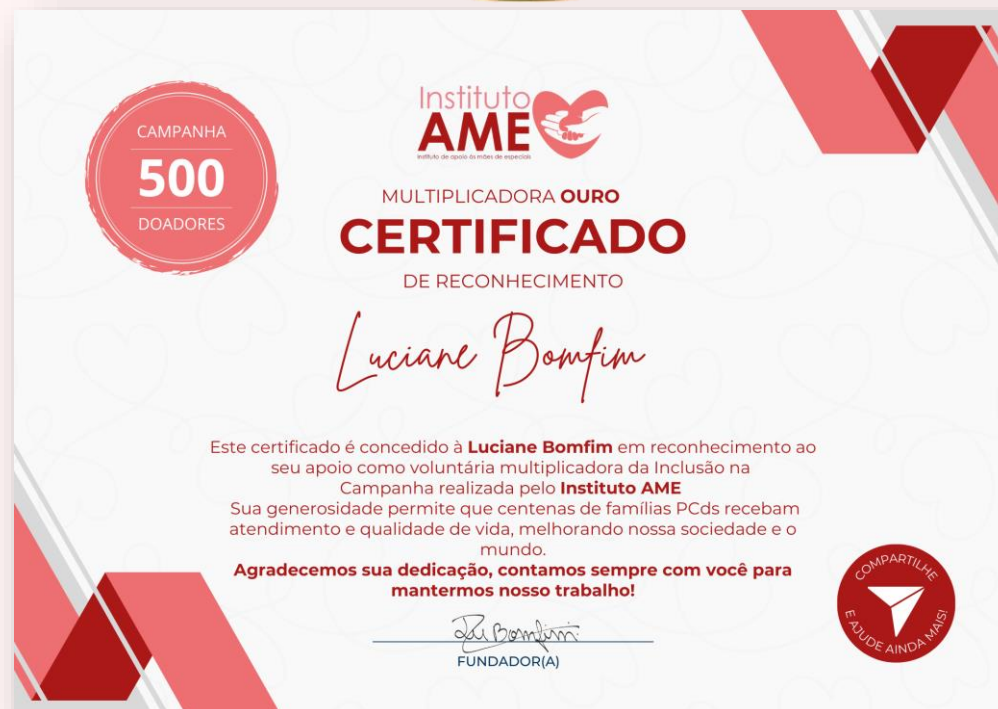 CAMPANHA
500
DOADORES
Instituto
AME
Instituto de apoio às mães de especiais
MULTIPLICADORA OURO
CERTIFICADO
DE RECONHECIMENTO
Luciane Bomfim
Este certificado é concedido à Luciane Bomfim em reconhecimento ao
seu apoio como voluntária multiplicadora da Inclusão na
Campanha realizada pelo Instituto AME
Sua generosidade permite que centenas de famílias PCds recebam
atendimento e qualidade de vida, melhorando nossa sociedade e o
mundo.
Agradecemos sua dedicação, contamos sempre com você para
mantermos nosso trabalho!
Bomfim
FUNDADOR(A)
COMPARTILHE
E AJUDE AINDA MAIS!